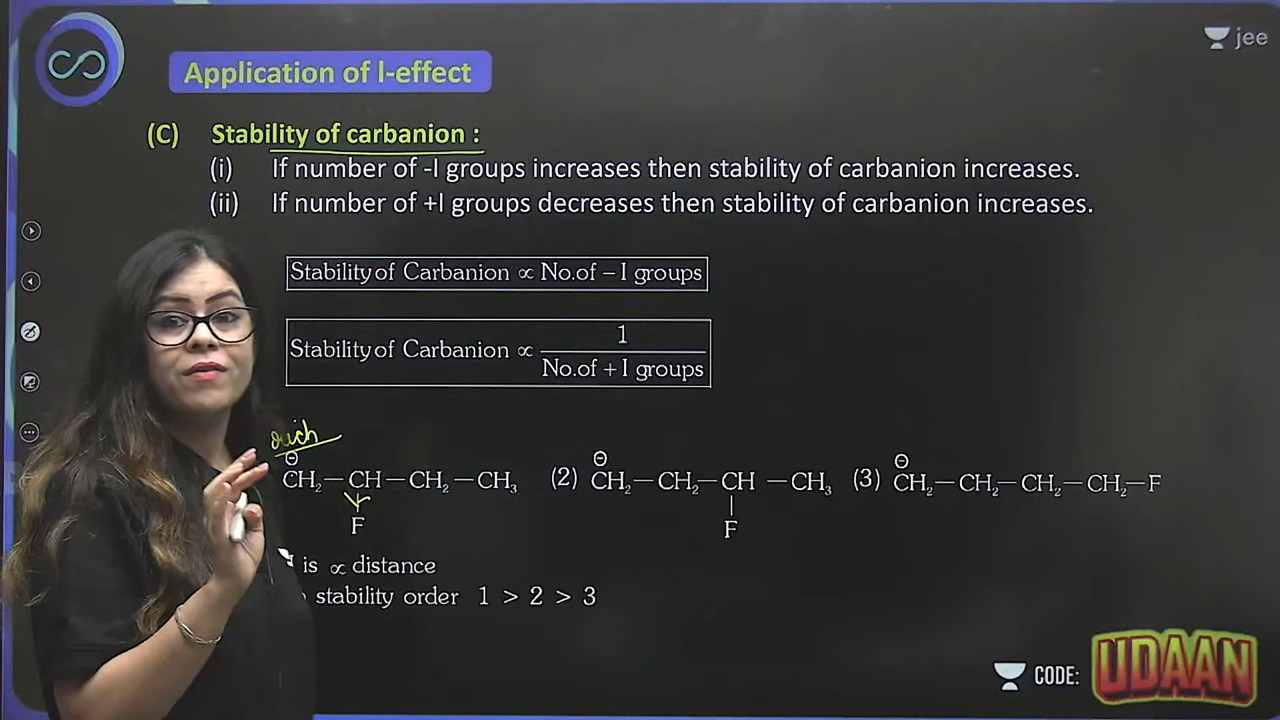 jee
Application of I-effect
(C) Stability of carbanion :
(i) If number of -I groups increases then stability of carbanion increases.
(ii) If number of +I groups decreases then stability of carbanion increases.
Stability of Carbanion ∝ No.of − I groups
Stability of Carbanion ∝ 1
No.of + I groups
⊖ ⊖ ⊖
CH₂—CH—CH₂—CH₃ (2) CH₂—CH₂—CH—CH₃ (3) CH₂—CH₂—CH₂—CH₂—F
F F
is ∝ distance
stability order 1 > 2 > 3
CODE: UDAAN